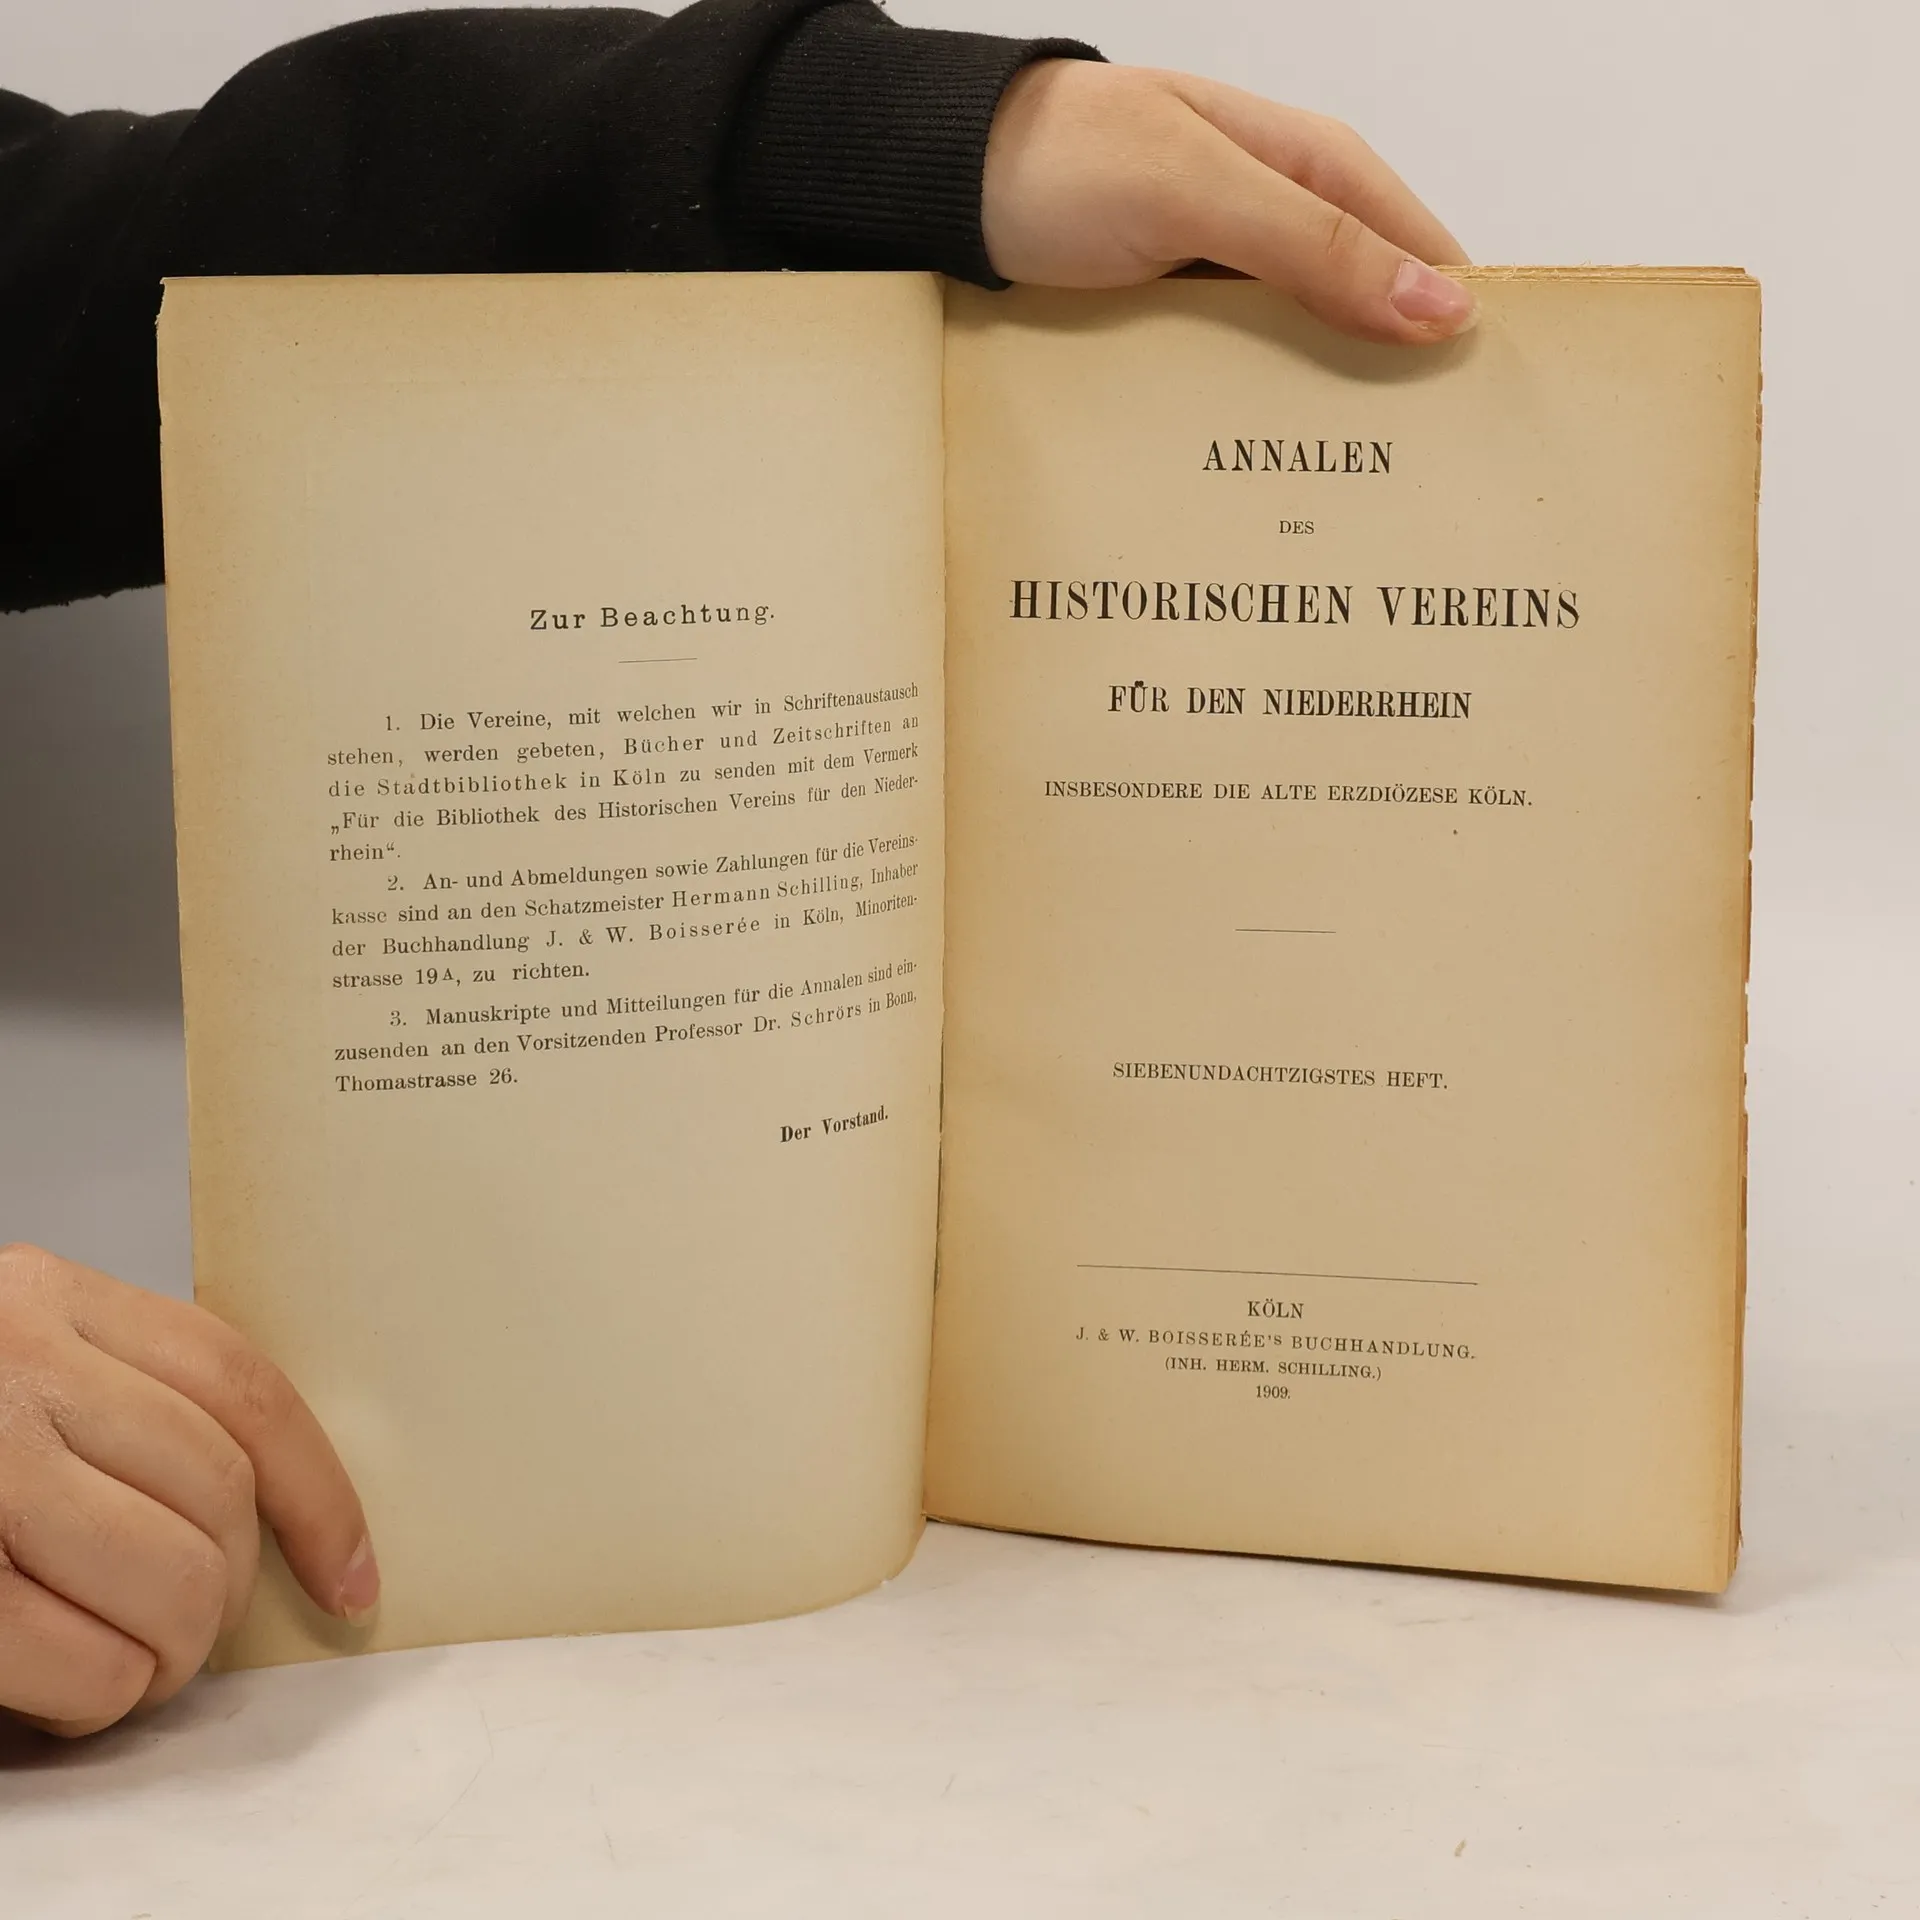 Zur Beachtung.
1. Die Vereine, mit welchen wir in Schriftenaustausch
stehen, werden gebeten, Bücher und Zeitschriften an
die Stadtbibliothek in Köln zu senden mit dem Vermerk
„Für die Bibliothek des Historischen Vereins für den Nieder-
rhein“.
2. An- und Abmeldungen sowie Zahlungen für die Vereins-
kasse sind an den Schatzmeister Hermann Schilling, Inhaber
der Buchhandlung J. & W. Boisserée in Köln, Minoriten-
strasse 19A, zu richten.
3. Manuskripte und Mitteilungen für die Annalen sind ein-
zusenden an den Vorsitzenden Professor Dr. Schrörs in Bonn,
Thomastrasse 26.
Der Vorstand.
ANNALEN
DES
HISTORISCHEN VEREINS
FÜR DEN NIEDERRHEIN
INSBESONDERE DIE ALTE ERZDIÖZESE KÖLN.
SIEBENUNDACHTZIGSTES HEFT.
KÖLN
J. & W. BOISSERÉE'S BUCHHANDLUNG.
(INH. HERM. SCHILLING.)
1909.